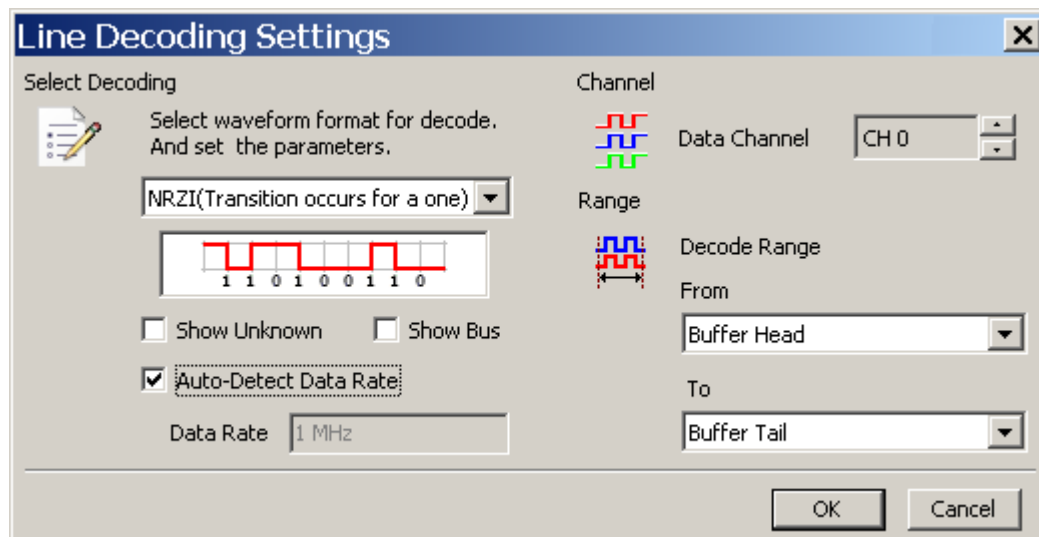 Line Decoding Settings
Select Decoding
Select waveform format for decode.
And set the parameters.
NRZI(Transition occurs for a one)
1 1 0 1 0 0 1 1 0
Show Unknown
Show Bus
Auto-Detect Data Rate
Data Rate
1 MHz
Channel
Data Channel
CH 0
Range
Decode Range
From
Buffer Head
To
Buffer Tail
OK
Cancel